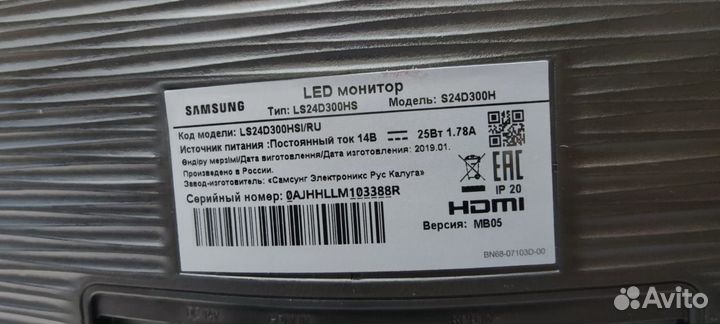 LED монитор
SAMSUNG Тип: LS24D300HS Модель: S24D300H
Код модели: LS24D300HSI/RU
Источник питания :Постоянный ток 14В 25Вт 1.78A
Өндіру мерзімі/Дата виготовлення/Дата изготовления: 2019.01.
Произведено в России.
Завод-изготовитель: «Самсунг Электроникс Рус Калуга»
Серийный номер: 0AJHHLLM103388R
EAC
IP 20
HDMI
Версия: MB05
BN68-07103D-00
Avito